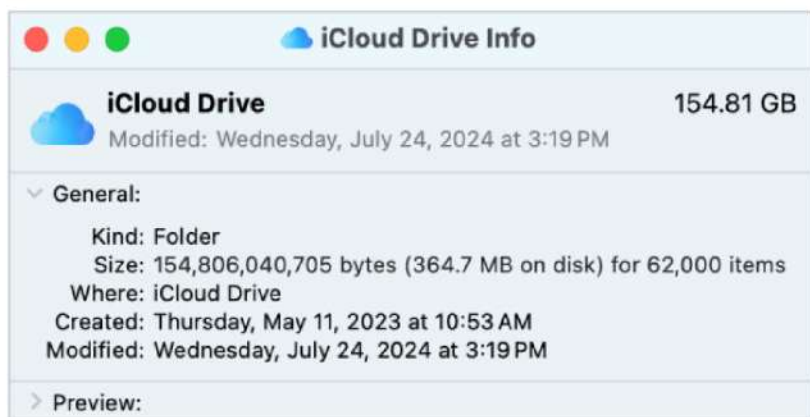 iCloud Drive Info
iCloud Drive 154.81 GB
Modified: Wednesday, July 24, 2024 at 3:19 PM
General:
Kind: Folder
Size: 154,806,040,705 bytes (364.7 MB on disk) for 62,000 items
Where: iCloud Drive
Created: Thursday, May 11, 2023 at 10:53 AM
Modified: Wednesday, July 24, 2024 at 3:19 PM
Preview: